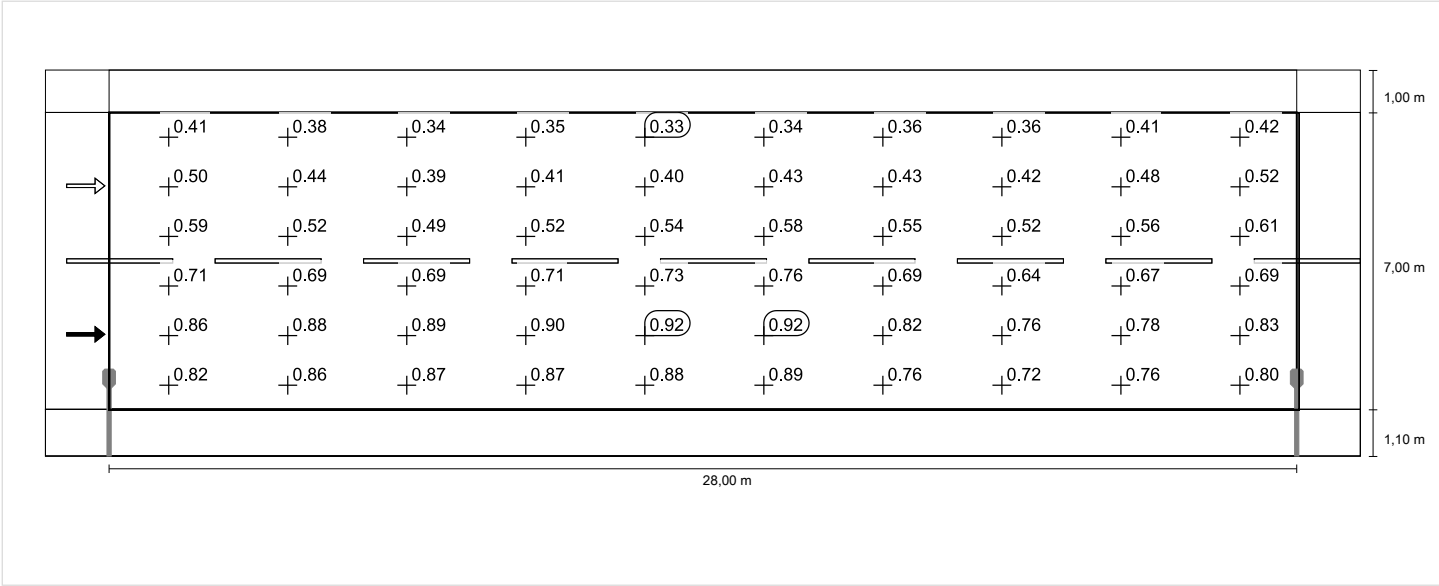 1,00 m
0.41 0.38 0.34 0.35 0.33 0.34 0.36 0.36 0.41 0.42
0.50 0.44 0.39 0.41 0.40 0.43 0.43 0.42 0.48 0.52
0.59 0.52 0.49 0.52 0.54 0.58 0.55 0.52 0.56 0.61
7,00 m
0.71 0.69 0.69 0.71 0.73 0.76 0.69 0.64 0.67 0.69
0.86 0.88 0.89 0.90 0.92 0.92 0.82 0.76 0.78 0.83
0.82 0.86 0.87 0.87 0.88 0.89 0.76 0.72 0.76 0.80
1,10 m
28,00 m